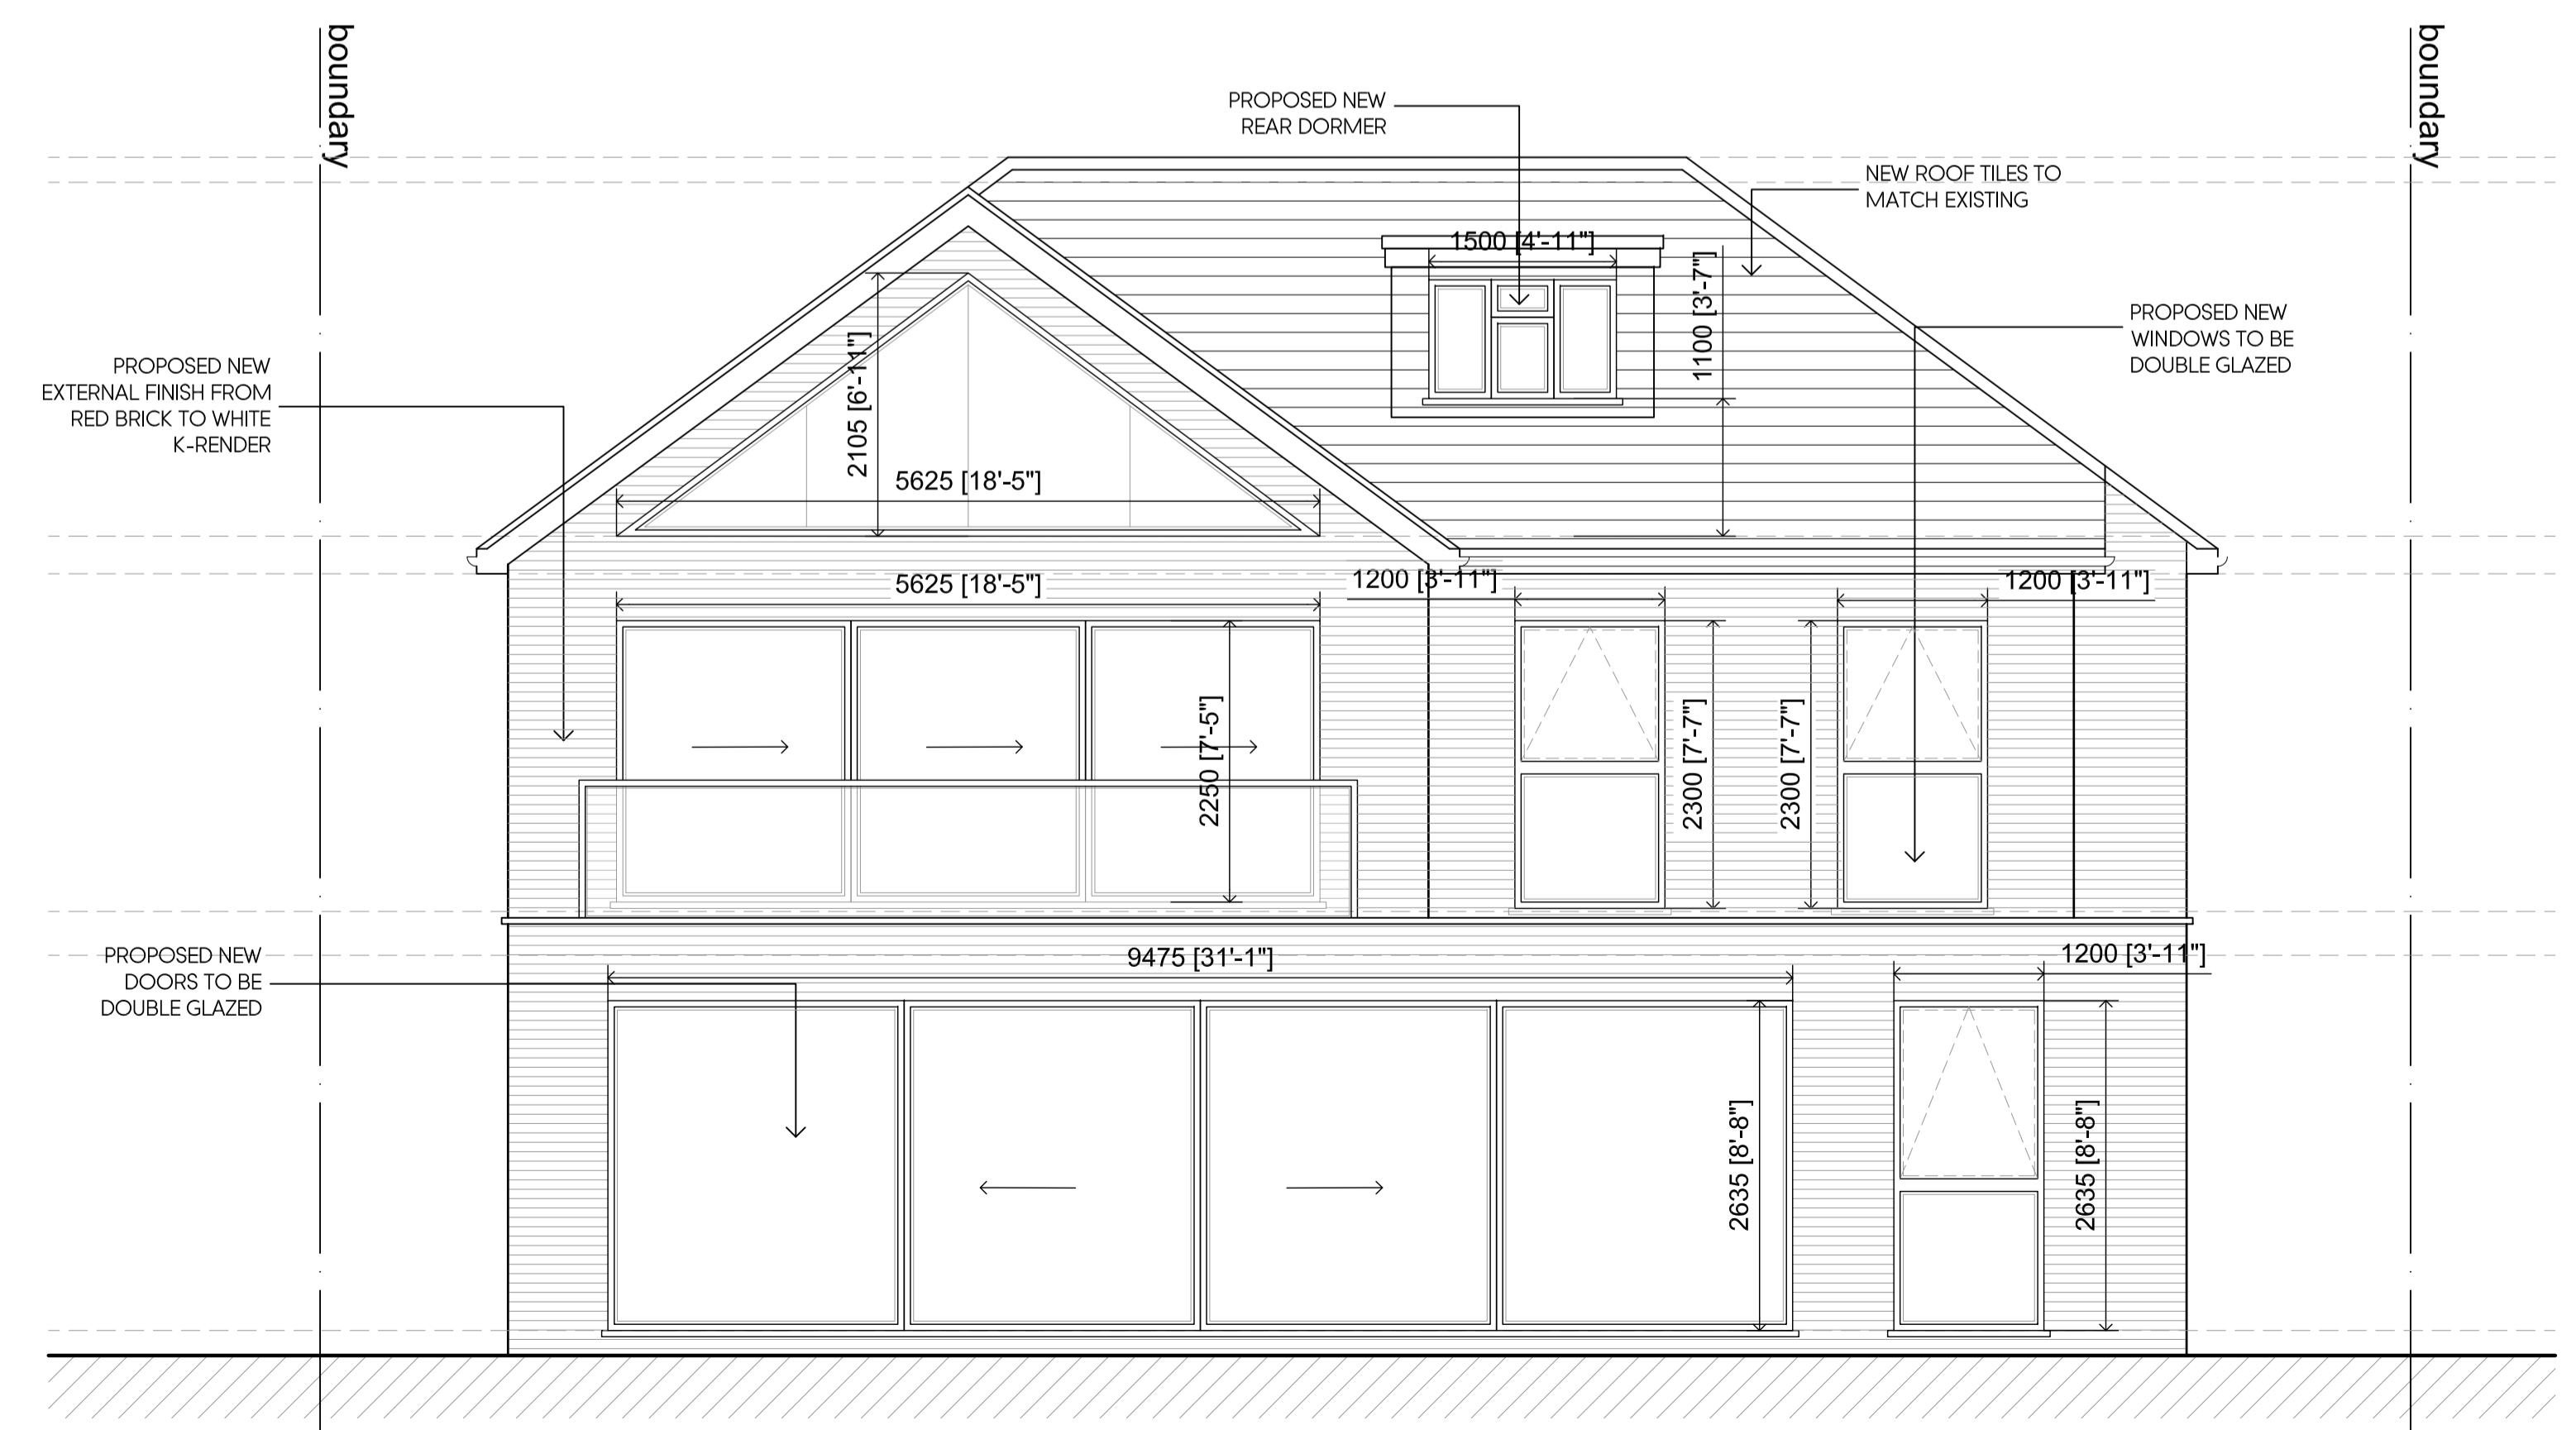 boundary
boundary
PROPOSED NEW
REAR DORMER
NEW ROOF TILES TO
MATCH EXISTING
1500 [4'-11"]
1100 [3'-7"]
PROPOSED NEW
WINDOWS TO BE
DOUBLE GLAZED
PROPOSED NEW
EXTERNAL FINISH FROM
RED BRICK TO WHITE
K-RENDER
2105 [6'-11"]
5625 [18'-5"]
5625 [18'-5"]
1200 [3'-11"]
1200 [3'-11"]
2250 [7'-5"]
2300 [7'-7"]
2300 [7'-7"]
PROPOSED NEW
DOORS TO BE
DOUBLE GLAZED
9475 [31'-1"]
1200 [3'-11"]
2635 [8'-8"]
2635 [8'-8"]